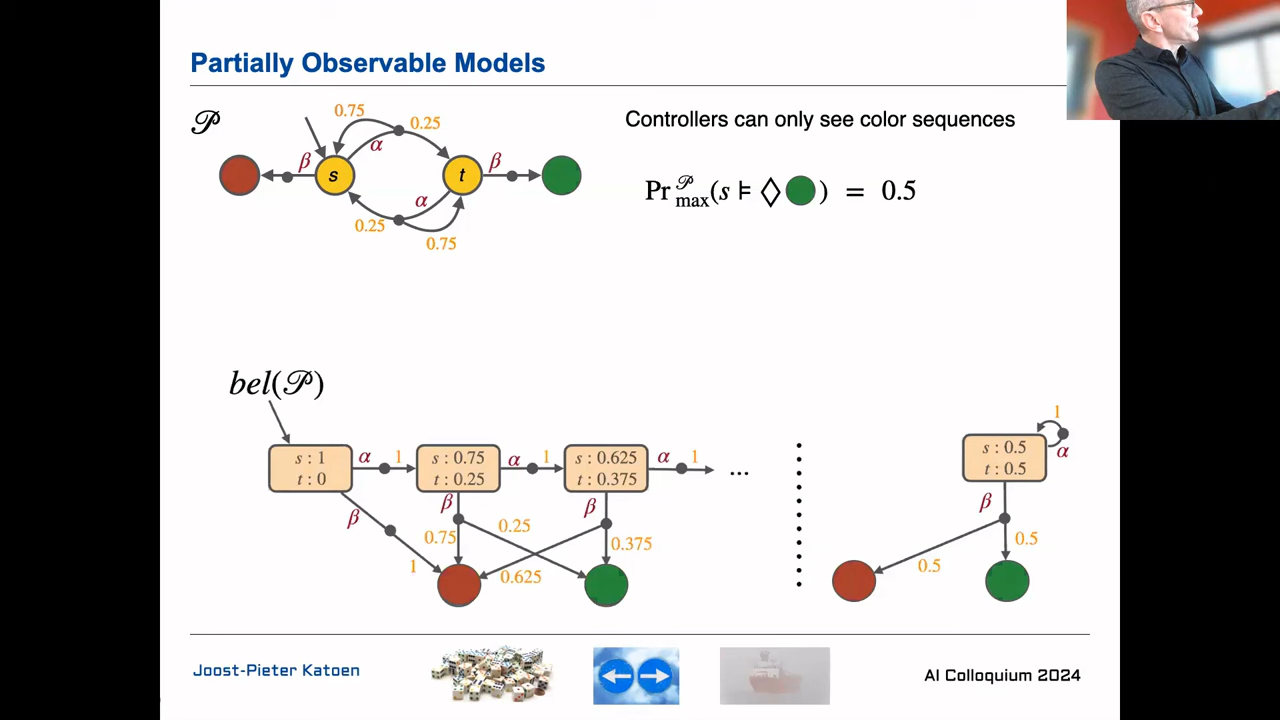 Partially Observable Models
𝒫
0.75
0.25
α
β
s
t
β
α
0.25
0.75
Controllers can only see color sequences
Pr 𝒫 max (s ⊨ ◇ ) = 0.5
bel(𝒫)
s : 1
t : 0
α
1
s : 0.75
t : 0.25
α
1
s : 0.625
t : 0.375
α
1
...
s : 0.5
t : 0.5
1
α
β
1
β
0.75
0.25
β
0.625
0.375
β
0.5
0.5
Joost-Pieter Katoen
AI Colloquium 2024